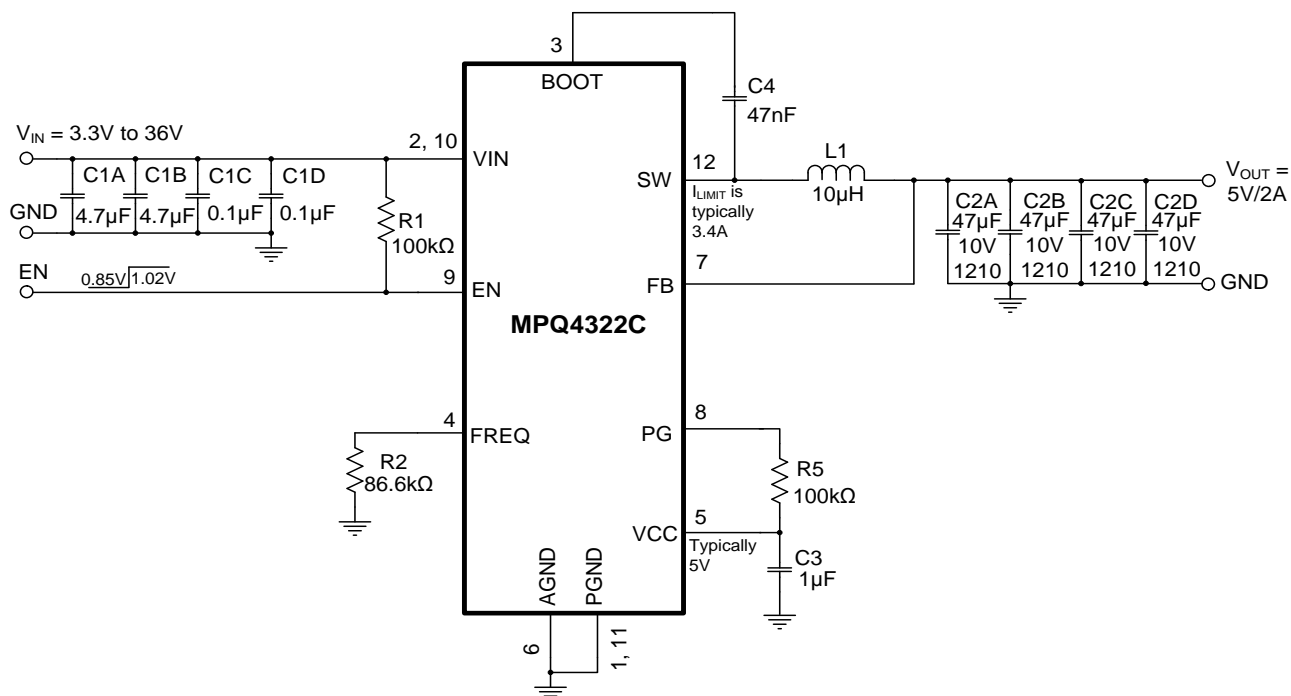 3
BOOT
C4
47nF
V_IN = 3.3V to 36V
2, 10
VIN
C1A
C1B
C1C
C1D
4.7µF
4.7µF
0.1µF
0.1µF
GND
R1
100kΩ
EN
0.85V
1.02V
9
EN
12
SW
I_LIMIT is
typically
3.4A
L1
10µH
V_OUT =
5V/2A
C2A
C2B
C2C
C2D
47µF
47µF
47µF
47µF
10V
10V
10V
10V
1210
1210
1210
1210
7
FB
GND
MPQ4322C
4
FREQ
R2
86.6kΩ
8
PG
R5
100kΩ
5
VCC
Typically
5V
C3
1µF
AGND
PGND
6
1, 11